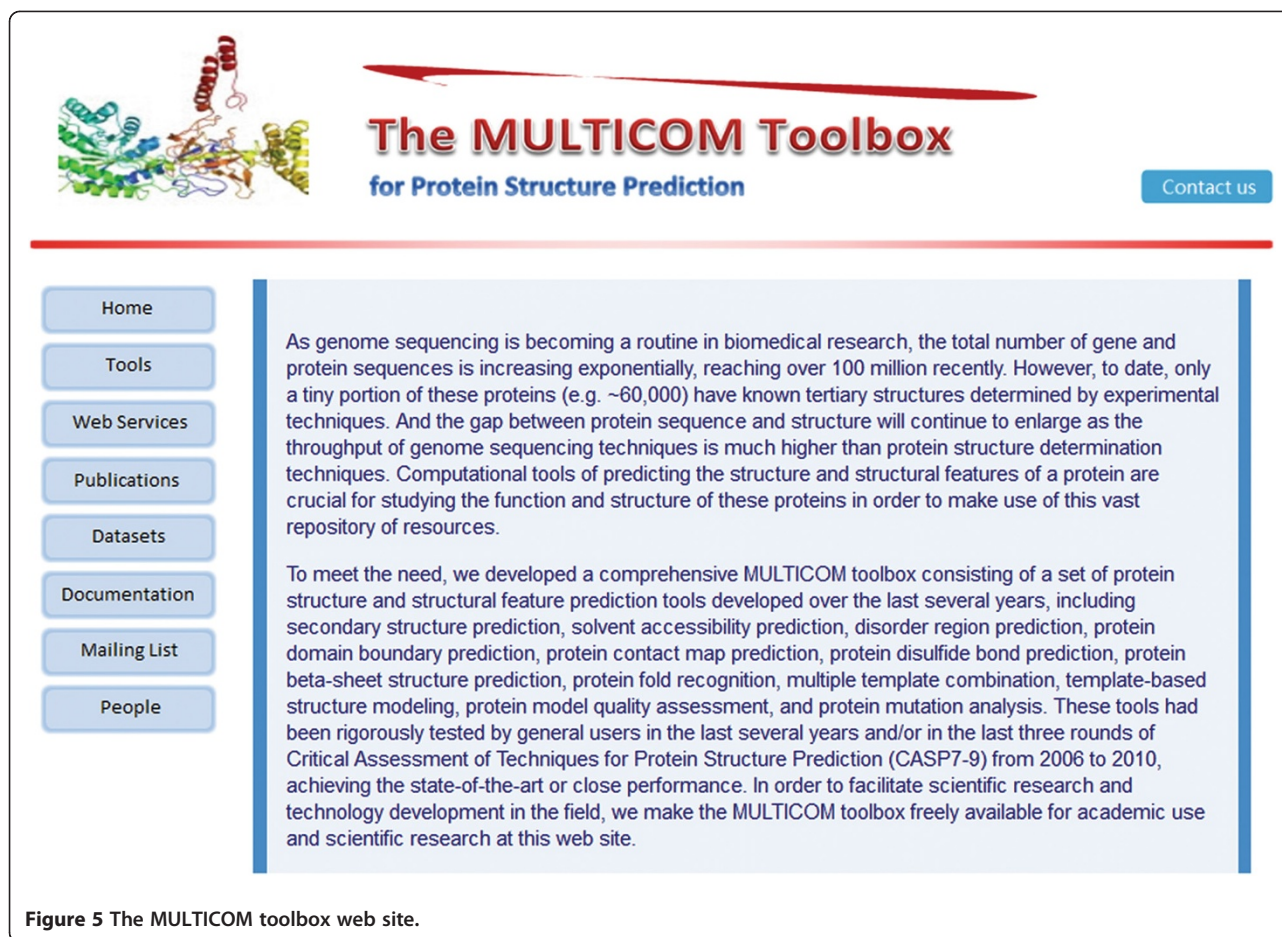 The MULTICOM Toolbox
for Protein Structure Prediction
Contact us
Home
Tools
Web Services
Publications
Datasets
Documentation
Mailing List
People
As genome sequencing is becoming a routine in biomedical research, the total number of gene and
protein sequences is increasing exponentially, reaching over 100 million recently. However, to date, only
a tiny portion of these proteins (e.g. ~60,000) have known tertiary structures determined by experimental
techniques. And the gap between protein sequence and structure will continue to enlarge as the
throughput of genome sequencing techniques is much higher than protein structure determination
techniques. Computational tools of predicting the structure and structural features of a protein are
crucial for studying the function and structure of these proteins in order to make use of this vast
repository of resources.
To meet the need, we developed a comprehensive MULTICOM toolbox consisting of a set of protein
structure and structural feature prediction tools developed over the last several years, including
secondary structure prediction, solvent accessibility prediction, disorder region prediction, protein
domain boundary prediction, protein contact map prediction, protein disulfide bond prediction, protein
beta-sheet structure prediction, protein fold recognition, multiple template combination, template-based
structure modeling, protein model quality assessment, and protein mutation analysis. These tools had
been rigorously tested by general users in the last several years and/or in the last three rounds of
Critical Assessment of Techniques for Protein Structure Prediction (CASP7-9) from 2006 to 2010,
achieving the state-of-the-art or close performance. In order to facilitate scientific research and
technology development in the field, we make the MULTICOM toolbox freely available for academic use
and scientific research at this web site.
Figure 5 The MULTICOM toolbox web site.